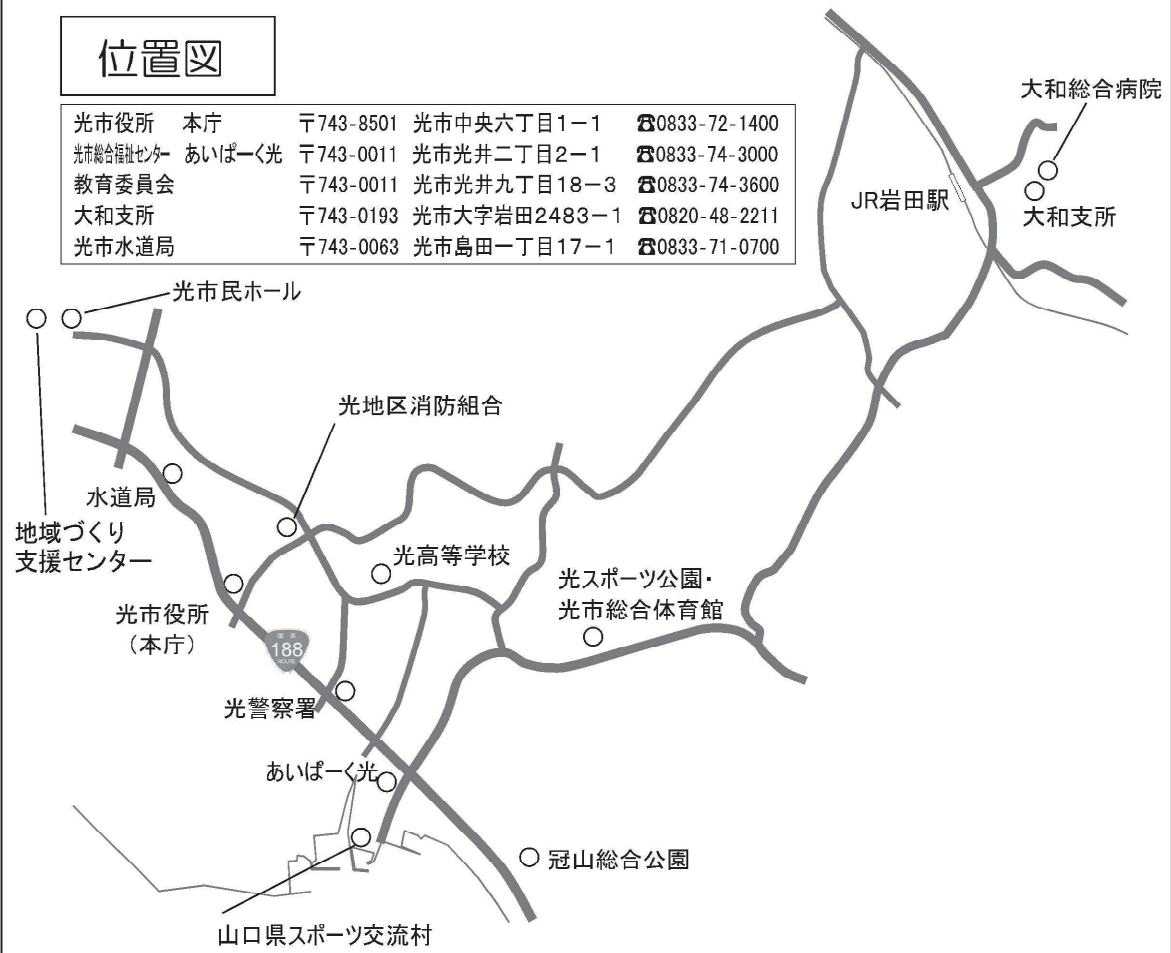 位置図
光市役所 本庁 〒743-8501 光市中央六丁目1-1 ☎0833-72-1400
光市総合福祉センター あいぱーく光 〒743-0011 光市光井二丁目2-1 ☎0833-74-3000
教育委員会 〒743-0011 光市光井九丁目18-3 ☎0833-74-3600
大和支所 〒743-0193 光市大字岩田2483-1 ☎0820-48-2211
光市水道局 〒743-0063 光市島田一丁目17-1 ☎0833-71-0700
大和総合病院
JR岩田駅
大和支所
光市民ホール
光地区消防組合
水道局
地域づくり
支援センター
光高等学校
光スポーツ公園・
光市総合体育館
光市役所
(本庁)
国道
188
ROUTE
光警察署
あいぱーく光
冠山総合公園
山口県スポーツ交流村